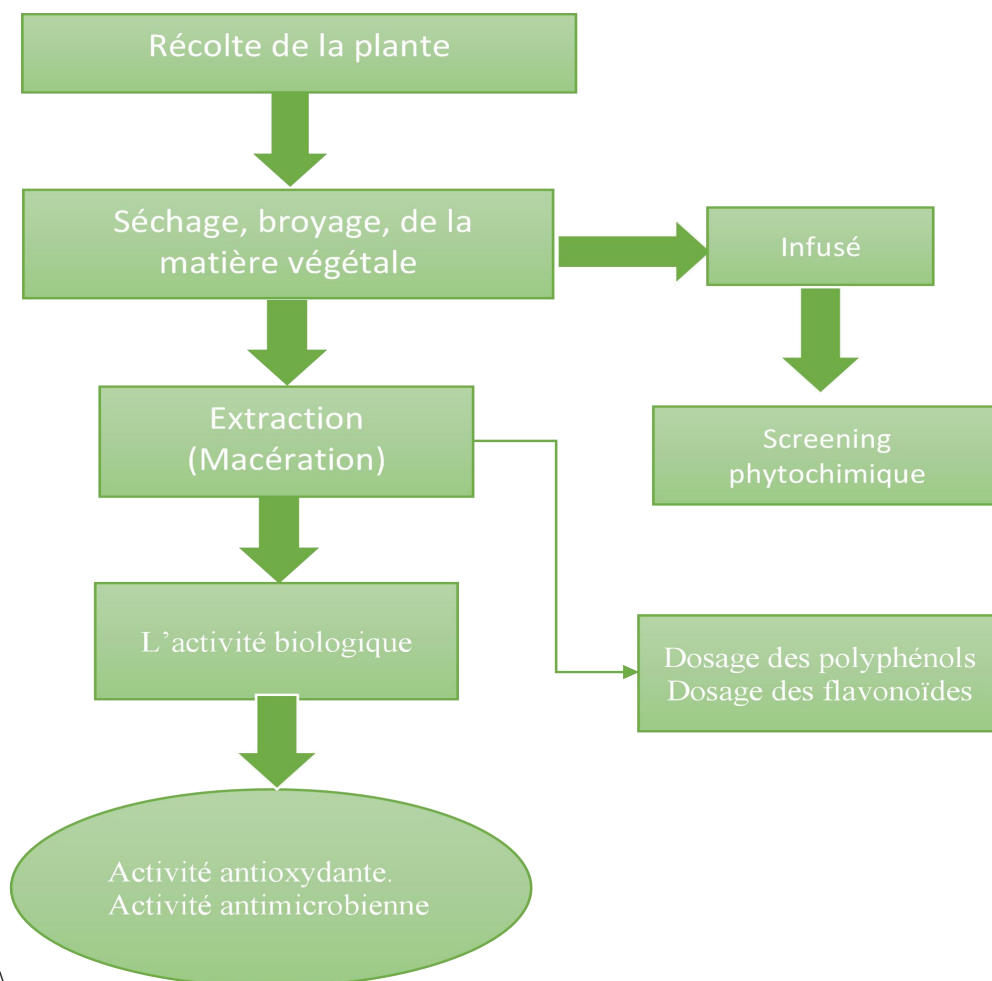 Récolte de la plante
Séchage, broyage, de la
matière végétale
Infusé
Extraction
(Macération)
Screening
phytochimique
L'activité biologique
Dosage des polyphénols
Dosage des flavonoïdes
Activité antioxydante.
Activité antimicrobienne